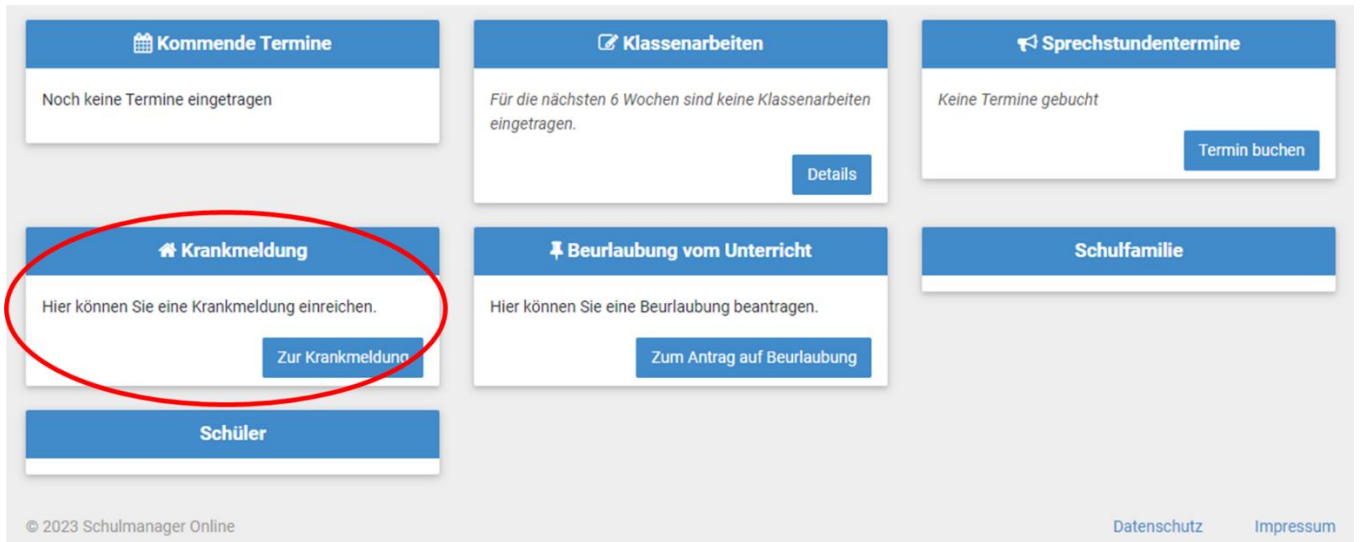 Kommende Termine
Noch keine Termine eingetragen
Klassenarbeiten
Für die nächsten 6 Wochen sind keine Klassenarbeiten
eingetragen.
Details
Sprechstundentermine
Keine Termine gebucht
Termin buchen
Krankmeldung
Hier können Sie eine Krankmeldung einreichen.
Zur Krankmeldung
Beurlaubung vom Unterricht
Hier können Sie eine Beurlaubung beantragen.
Zum Antrag auf Beurlaubung
Schulfamilie
Schüler
© 2023 Schulmanager Online
Datenschutz
Impressum